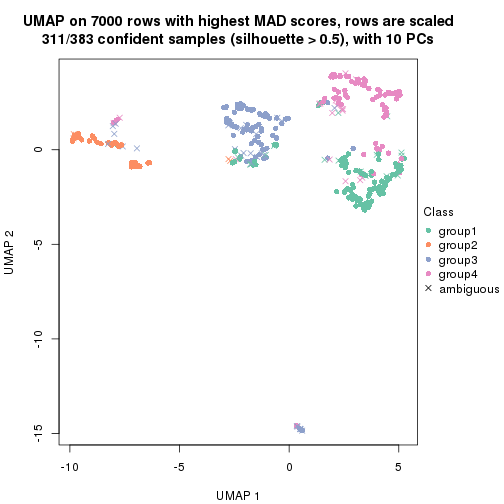 UMAP on 7000 rows with highest MAD scores, rows are scaled
311/383 confident samples (silhouette > 0.5), with 10 PCs
0
-5
-10
-15
UMAP 2
-10
-5
0
5
UMAP 1
Class
group1
group2
group3
group4
ambiguous